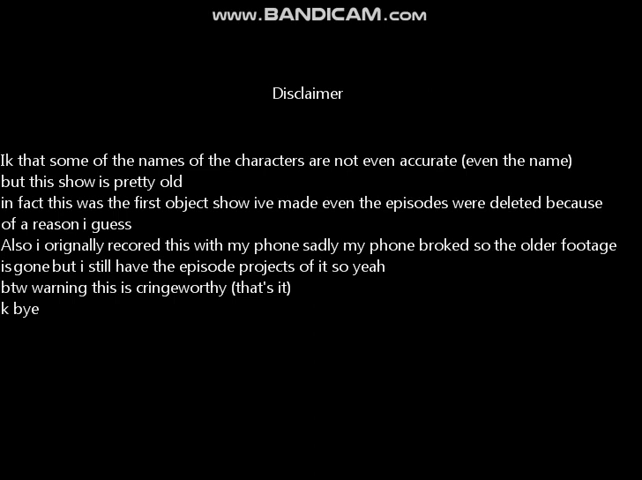 www.BANDICAM.com
Disclaimer
Ik that some of the names of the characters are not even accurate (even the name)
but this show is pretty old
in fact this was the first object show ive made even the episodes were deleted because
of a reason i guess
Also i orignally recored this with my phone sadly my phone broked so the older footage
is gone but i still have the episode projects of it so yeah
btw warning this is cringeworthy (that's it)
k bye